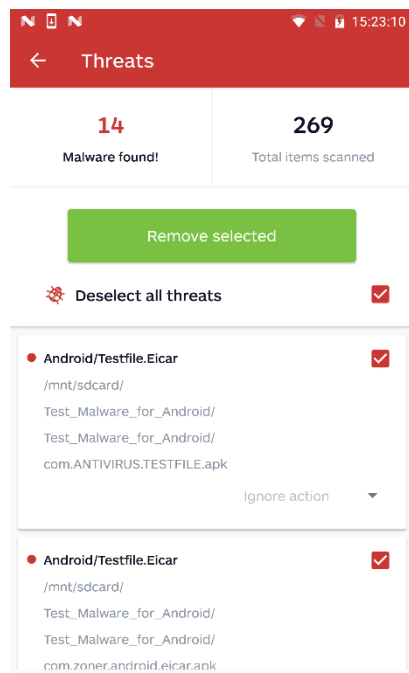 15:23:10
Threats
14
269
Malware found!
Total items scanned
Remove selected
Deselect all threats
Android/Testfile.Eicar
/mnt/sdcard/
Test_Malware_for_Android/
Test_Malware_for_Android/
com.ANTIVIRUS.TESTFILE.apk
Ignore action
Android/Testfile.Eicar
/mnt/sdcard/
Test_Malware_for_Android/
Test_Malware_for_Android/
com.zoner.android.eicar.apk